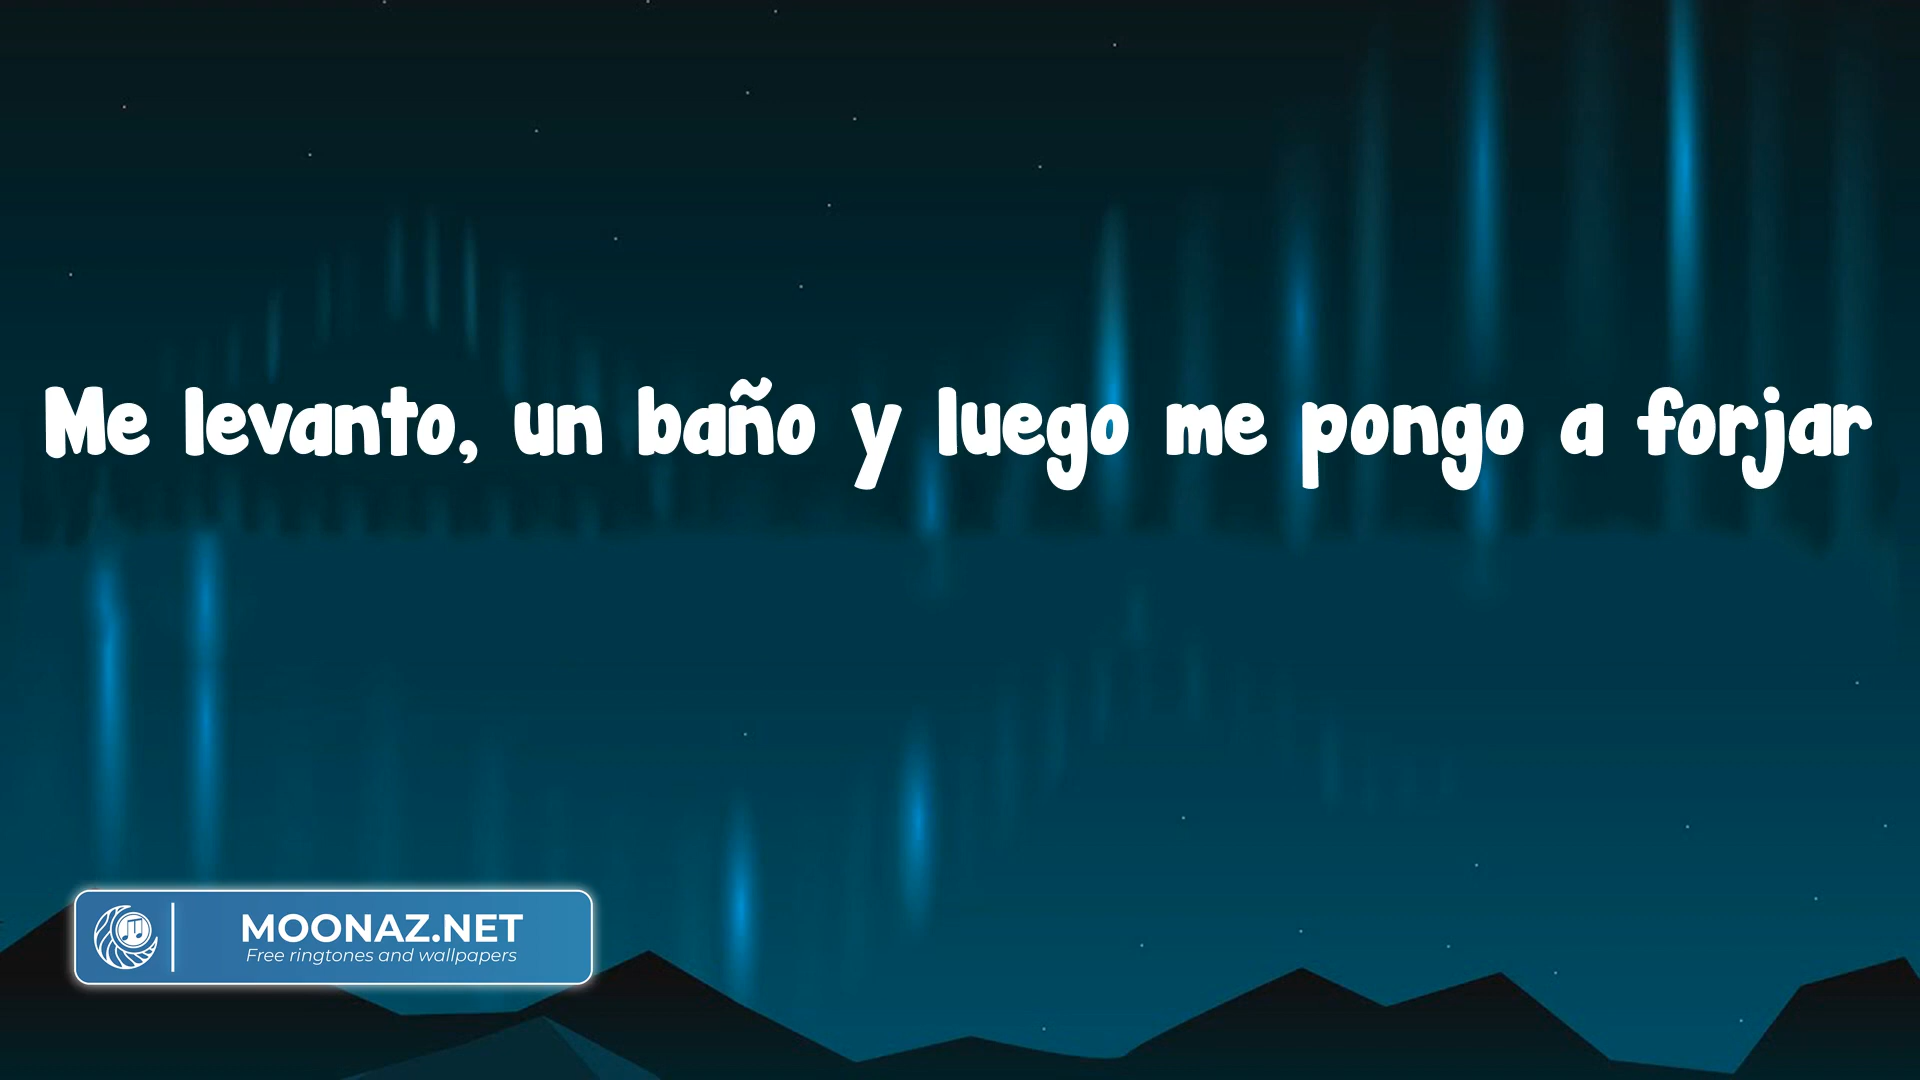 Me levanto, un baño y luego me pongo a forjar
MOONAZ.NET
Free ringtones and wallpapers